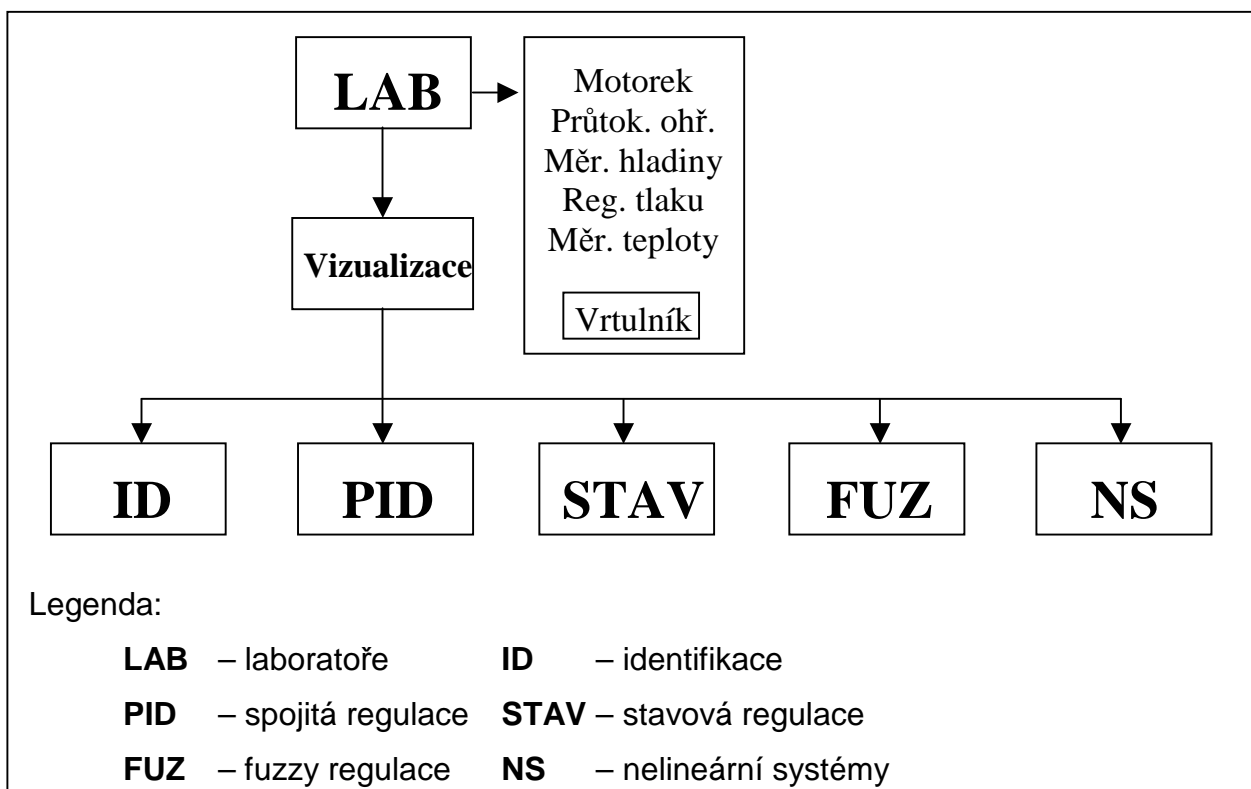 LAB
Motorek
Průtok. ohř.
Měr. hladiny
Reg. tlaku
Měr. teploty
Vrtulník
Vizualizace
ID PID STAV FUZ NS
Legenda:
LAB – laboratoře ID – identifikace
PID – spojitá regulace STAV – stavová regulace
FUZ – fuzzy regulace NS – nelineární systémy